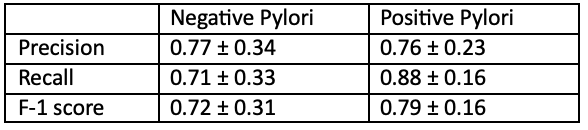 Negative Pylori Positive Pylori
Precision 0.77 ± 0.34 0.76 ± 0.23
Recall 0.71 ± 0.33 0.88 ± 0.16
F-1 score 0.72 ± 0.31 0.79 ± 0.16